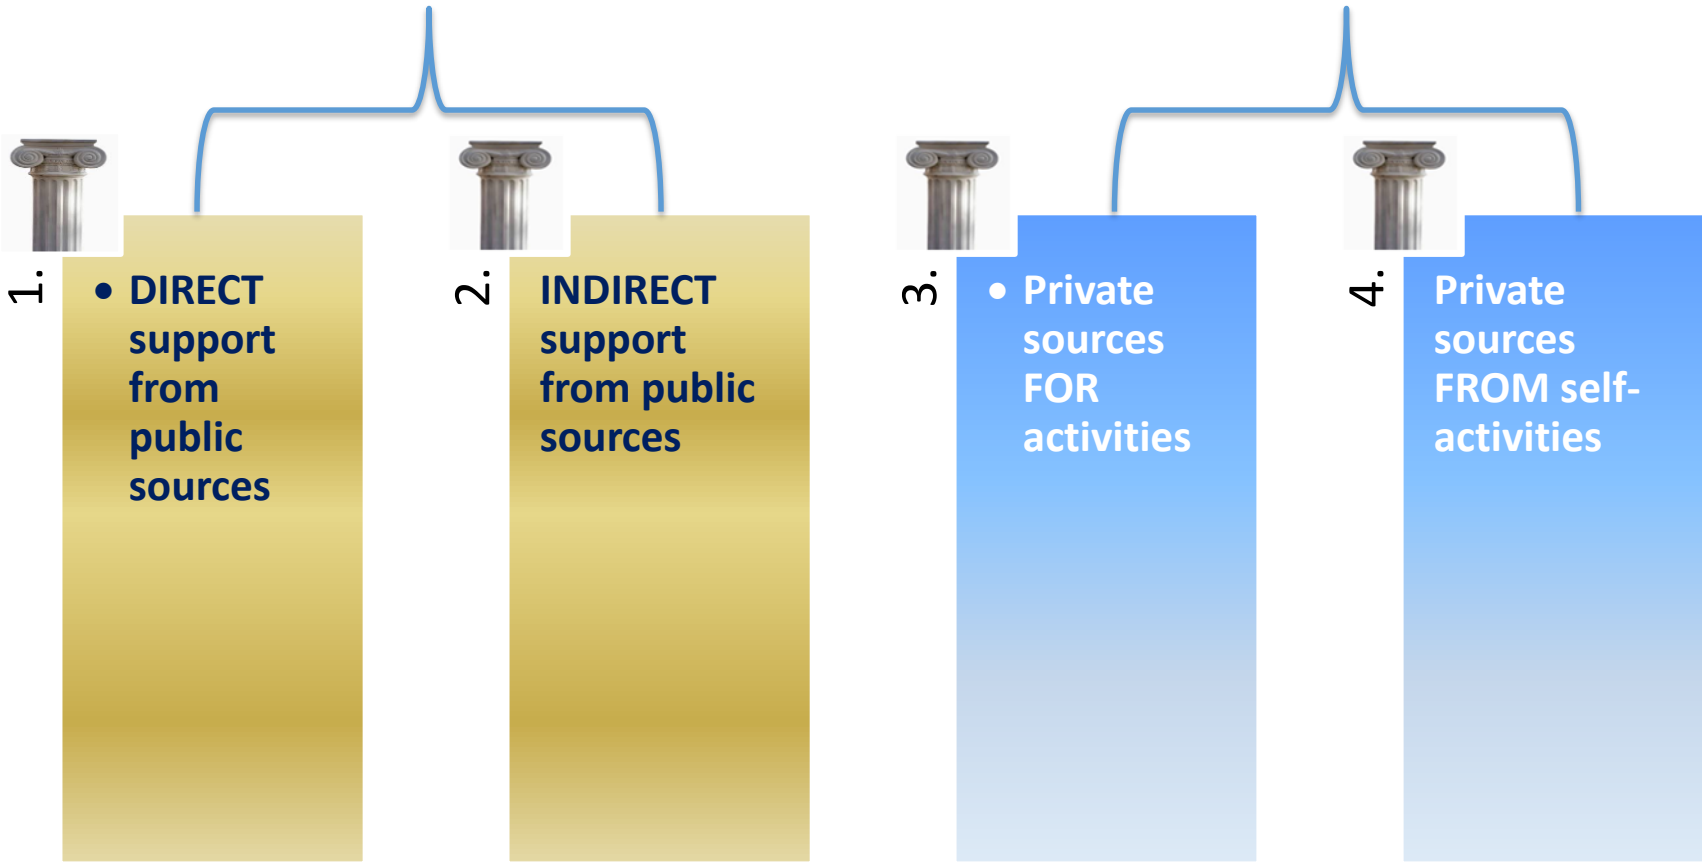 1.
• DIRECT
support
from
public
sources
2.
INDIRECT
support
from public
sources
3.
• Private
sources
FOR
activities
4.
Private
sources
FROM self-
activities